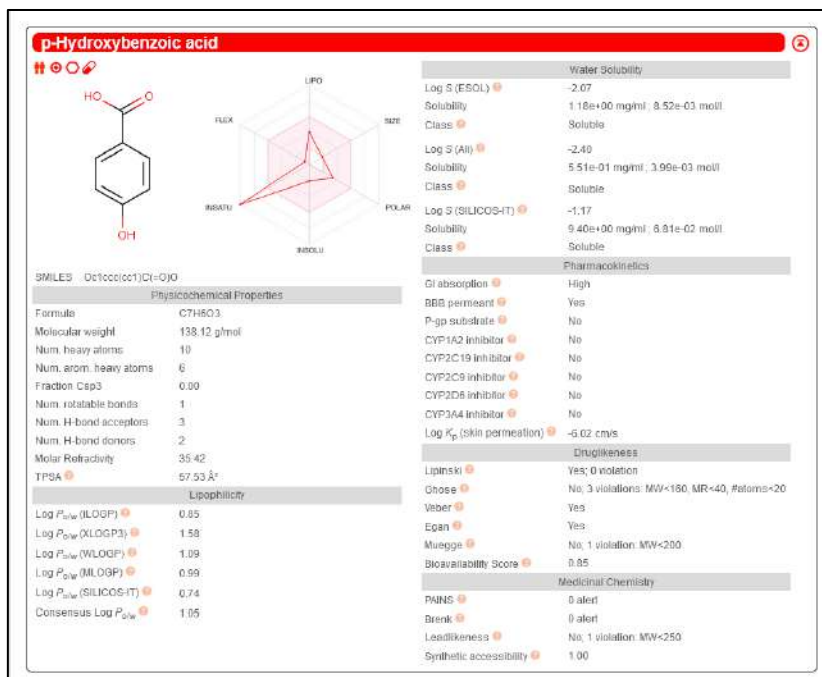 p-Hydroxybenzoic acid
HO
O
OH
LIPO
FLEX
SIZE
INSATU
POLAR
INSOLU
SMILES Oc1ccc(cc1)C(=O)O
Physicochemical Properties
Formula C7H6O3
Molecular weight 138.12 g/mol
Num. heavy atoms 10
Num. arom. heavy atoms 6
Fraction Csp3 0.00
Num. rotatable bonds 1
Num. H-bond acceptors 3
Num. H-bond donors 2
Molar Refractivity 35.42
TPSA 57.53 Å²
Lipophilicity
Log Po/w (iLOGP) 0.85
Log Po/w (XLOGP3) 1.58
Log Po/w (WLOGP) 1.09
Log Po/w (MLOGP) 0.99
Log Po/w (SILICOS-IT) 0.74
Consensus Log Po/w 1.05
Water Solubility
Log S (ESOL) -2.07
Solubility 1.18e+00 mg/ml ; 8.52e-03 mol/l
Class Soluble
Log S (Ali) -2.40
Solubility 5.51e-01 mg/ml ; 3.99e-03 mol/l
Class Soluble
Log S (SILICOS-IT) -1.17
Solubility 9.40e+00 mg/ml ; 6.81e-02 mol/l
Class Soluble
Pharmacokinetics
GI absorption High
BBB permeant Yes
P-gp substrate No
CYP1A2 inhibitor No
CYP2C19 inhibitor No
CYP2C9 inhibitor No
CYP2D6 inhibitor No
CYP3A4 inhibitor No
Log Kp (skin permeation) -6.02 cm/s
Druglikeness
Lipinski Yes; 0 violation
Ghose No; 3 violations: MW<160, MR<40, #atoms<20
Veber Yes
Egan Yes
Muegge No; 1 violation: MW<200
Bioavailability Score 0.85
Medicinal Chemistry
PAINS 0 alert
Brenk 0 alert
Leadlikeness No; 1 violation: MW<250
Synthetic accessibility 1.00